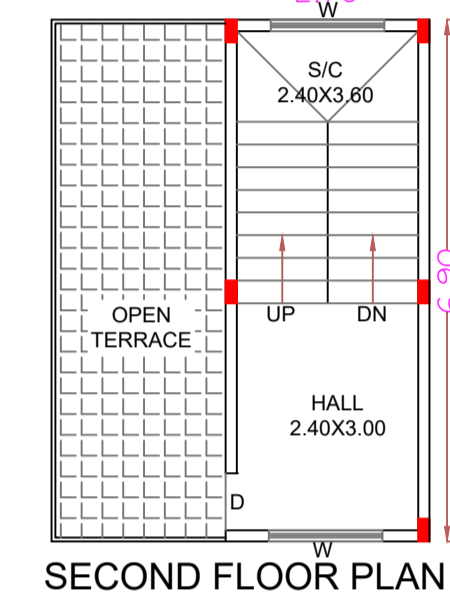 W
S/C
2.40X3.60
UP
DN
OPEN
TERRACE
HALL
2.40X3.00
D
W
SECOND FLOOR PLAN